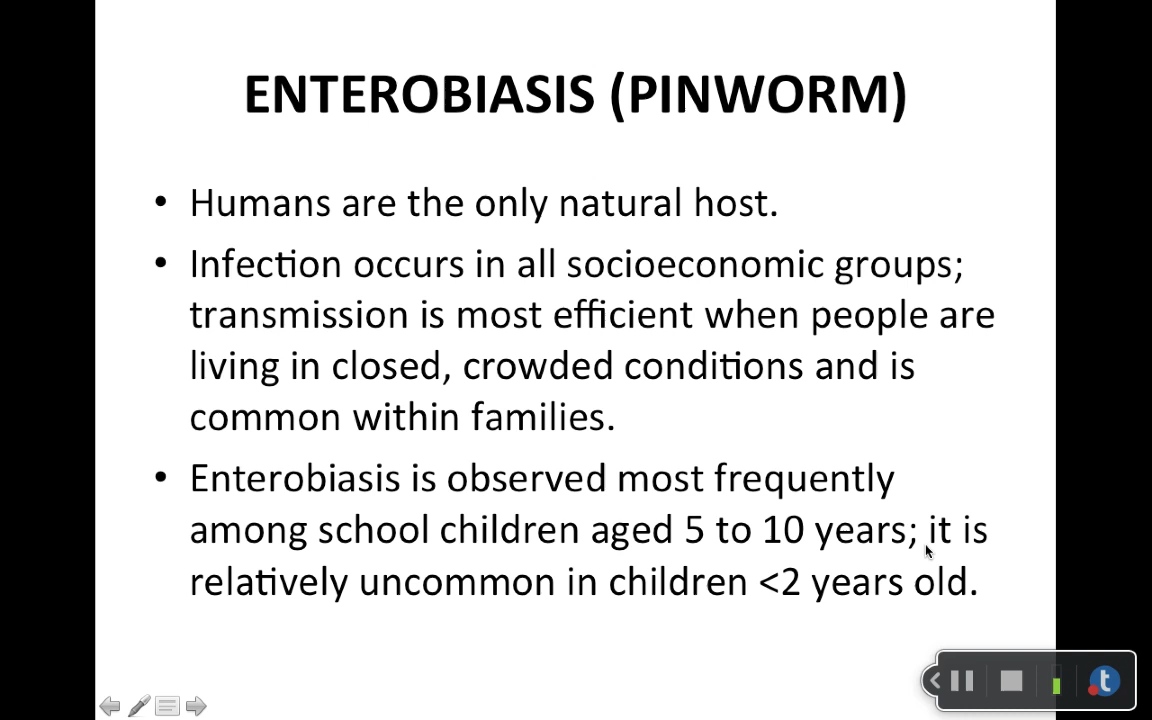 ENTEROBIASIS (PINWORM)
• Humans are the only natural host.
• Infection occurs in all socioeconomic groups;
transmission is most efficient when people are
living in closed, crowded conditions and is
common within families.
• Enterobiasis is observed most frequently
among school children aged 5 to 10 years; it is
relatively uncommon in children <2 years old.
t